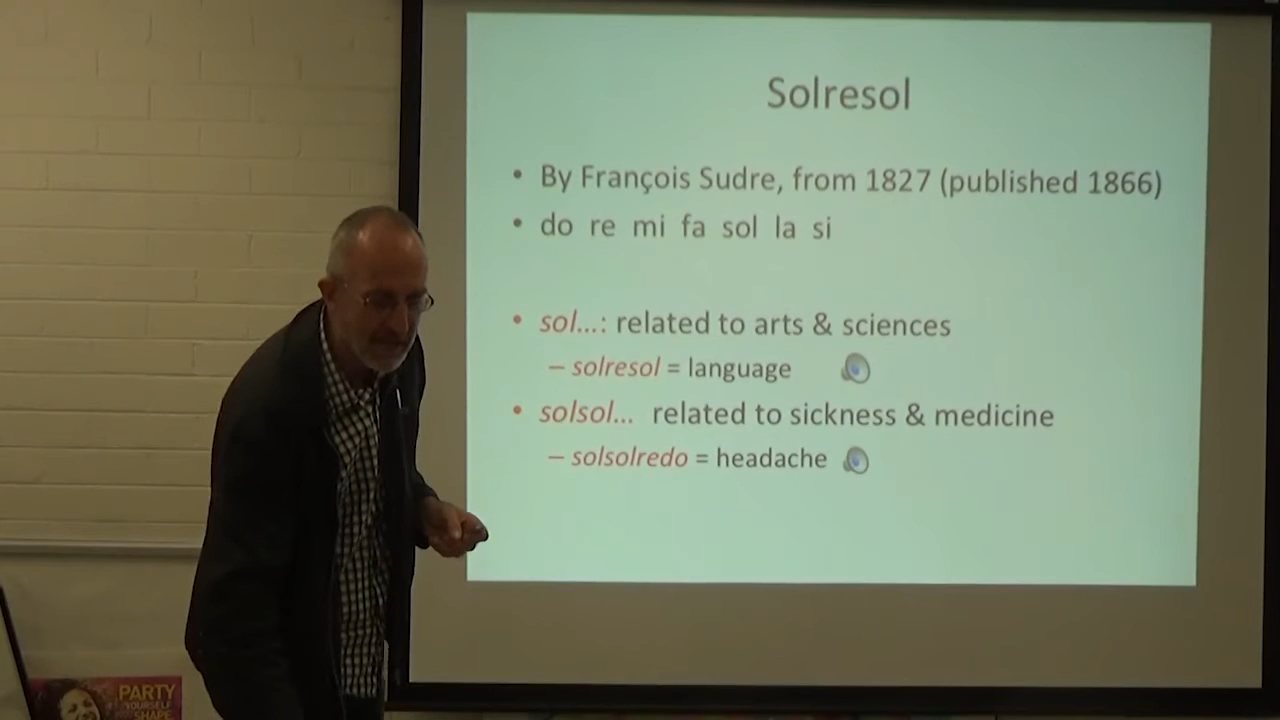 Solresol
• By François Sudre, from 1827 (published 1866)
• do re mi fa sol la si
• sol...: related to arts & sciences
– solresol = language
• solsol... related to sickness & medicine
– solsolredo = headache
PARTY
YOURSELF
SHAPE